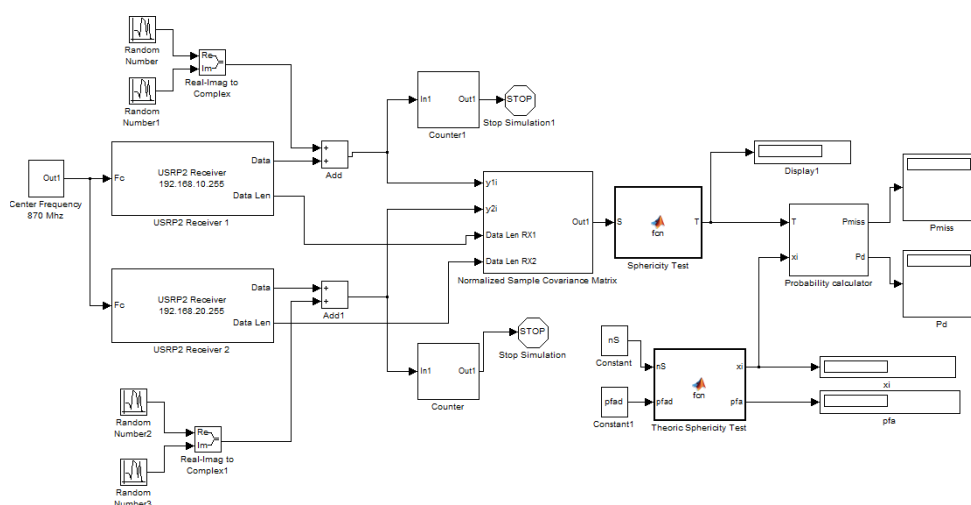 Random
Number
Re
Im
Real-Imag to
Complex
Random
Number1
In1
Out1
Counter1
STOP
Stop Simulation1
+
+
Add
Out1
Center Frequency
870 Mhz
Fc
USRP2 Receiver
192.168.10.255
Data
Data Len
USRP2 Receiver 1
y1i
y2i
Data Len RX1
Data Len RX2
Out1
Normalized Sample Covariance Matrix
S
fcn
T
Sphericity Test
Display1
T
xi
Pmiss
Pd
Probability calculator
Pmiss
Pd
Fc
USRP2 Receiver
192.168.20.255
Data
Data Len
USRP2 Receiver 2
+
+
Add1
In1
Out1
Counter
STOP
Stop Simulation
nS
Constant
pfad
Constant1
nS
pfad
fcn
xi
pfa
Theoric Sphericity Test
xi
pfa
Random
Number2
Re
Im
Real-Imag to
Complex1
Random
Number3